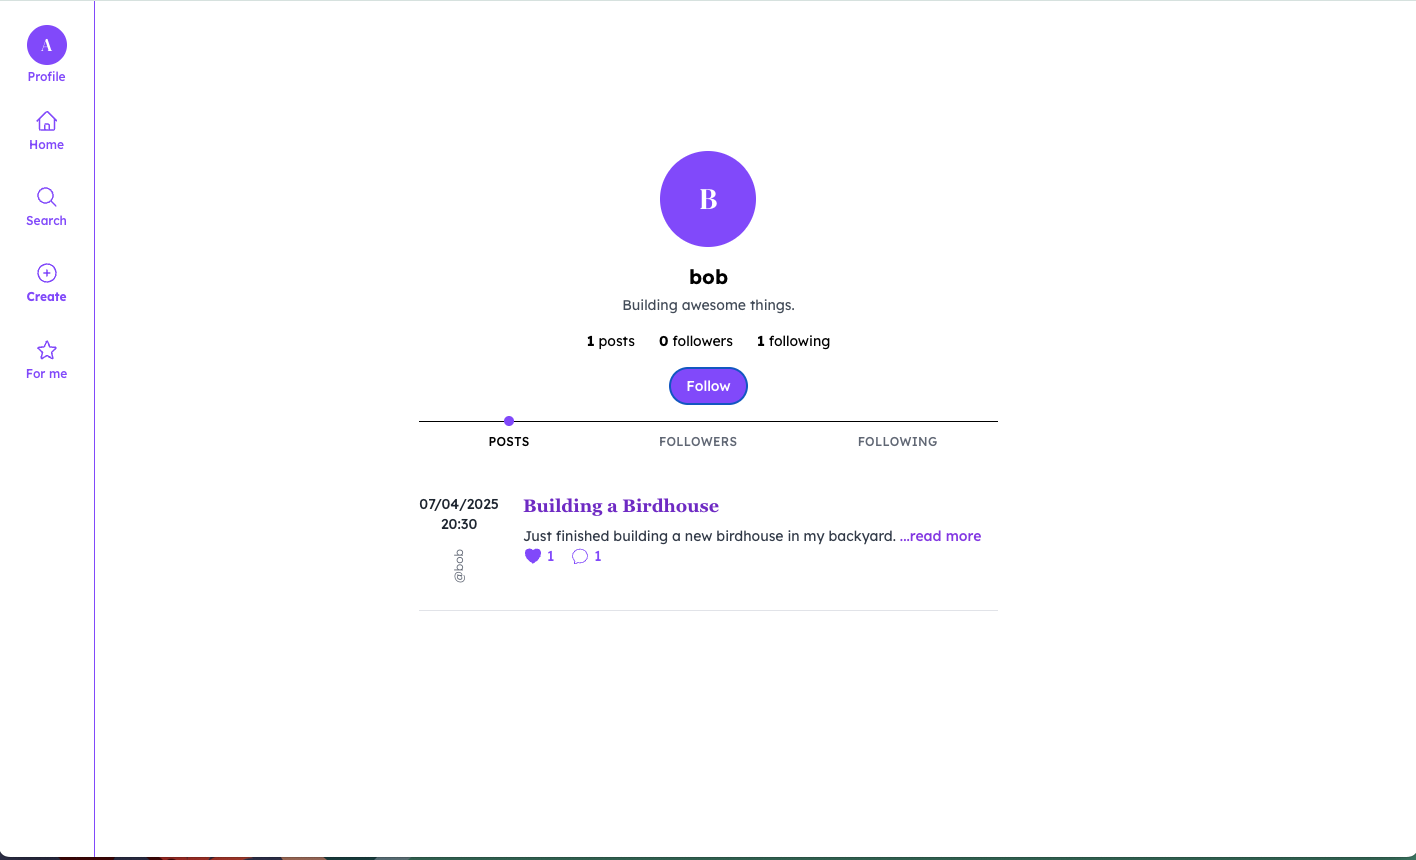 A
Profile
Home
Search
Create
For me
B
bob
Building awesome things.
1 posts 0 followers 1 following
Follow
POSTS FOLLOWERS FOLLOWING
07/04/2025
20:30
@bob
Building a Birdhouse
Just finished building a new birdhouse in my backyard. ...read more
1 1